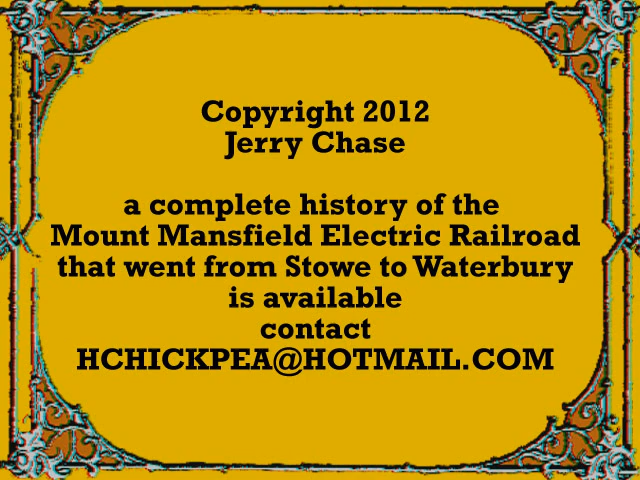 Copyright 2012
Jerry Chase
a complete history of the
Mount Mansfield Electric Railroad
that went from Stowe to Waterbury
is available
contact
HCHICKPEA@HOTMAIL.COM